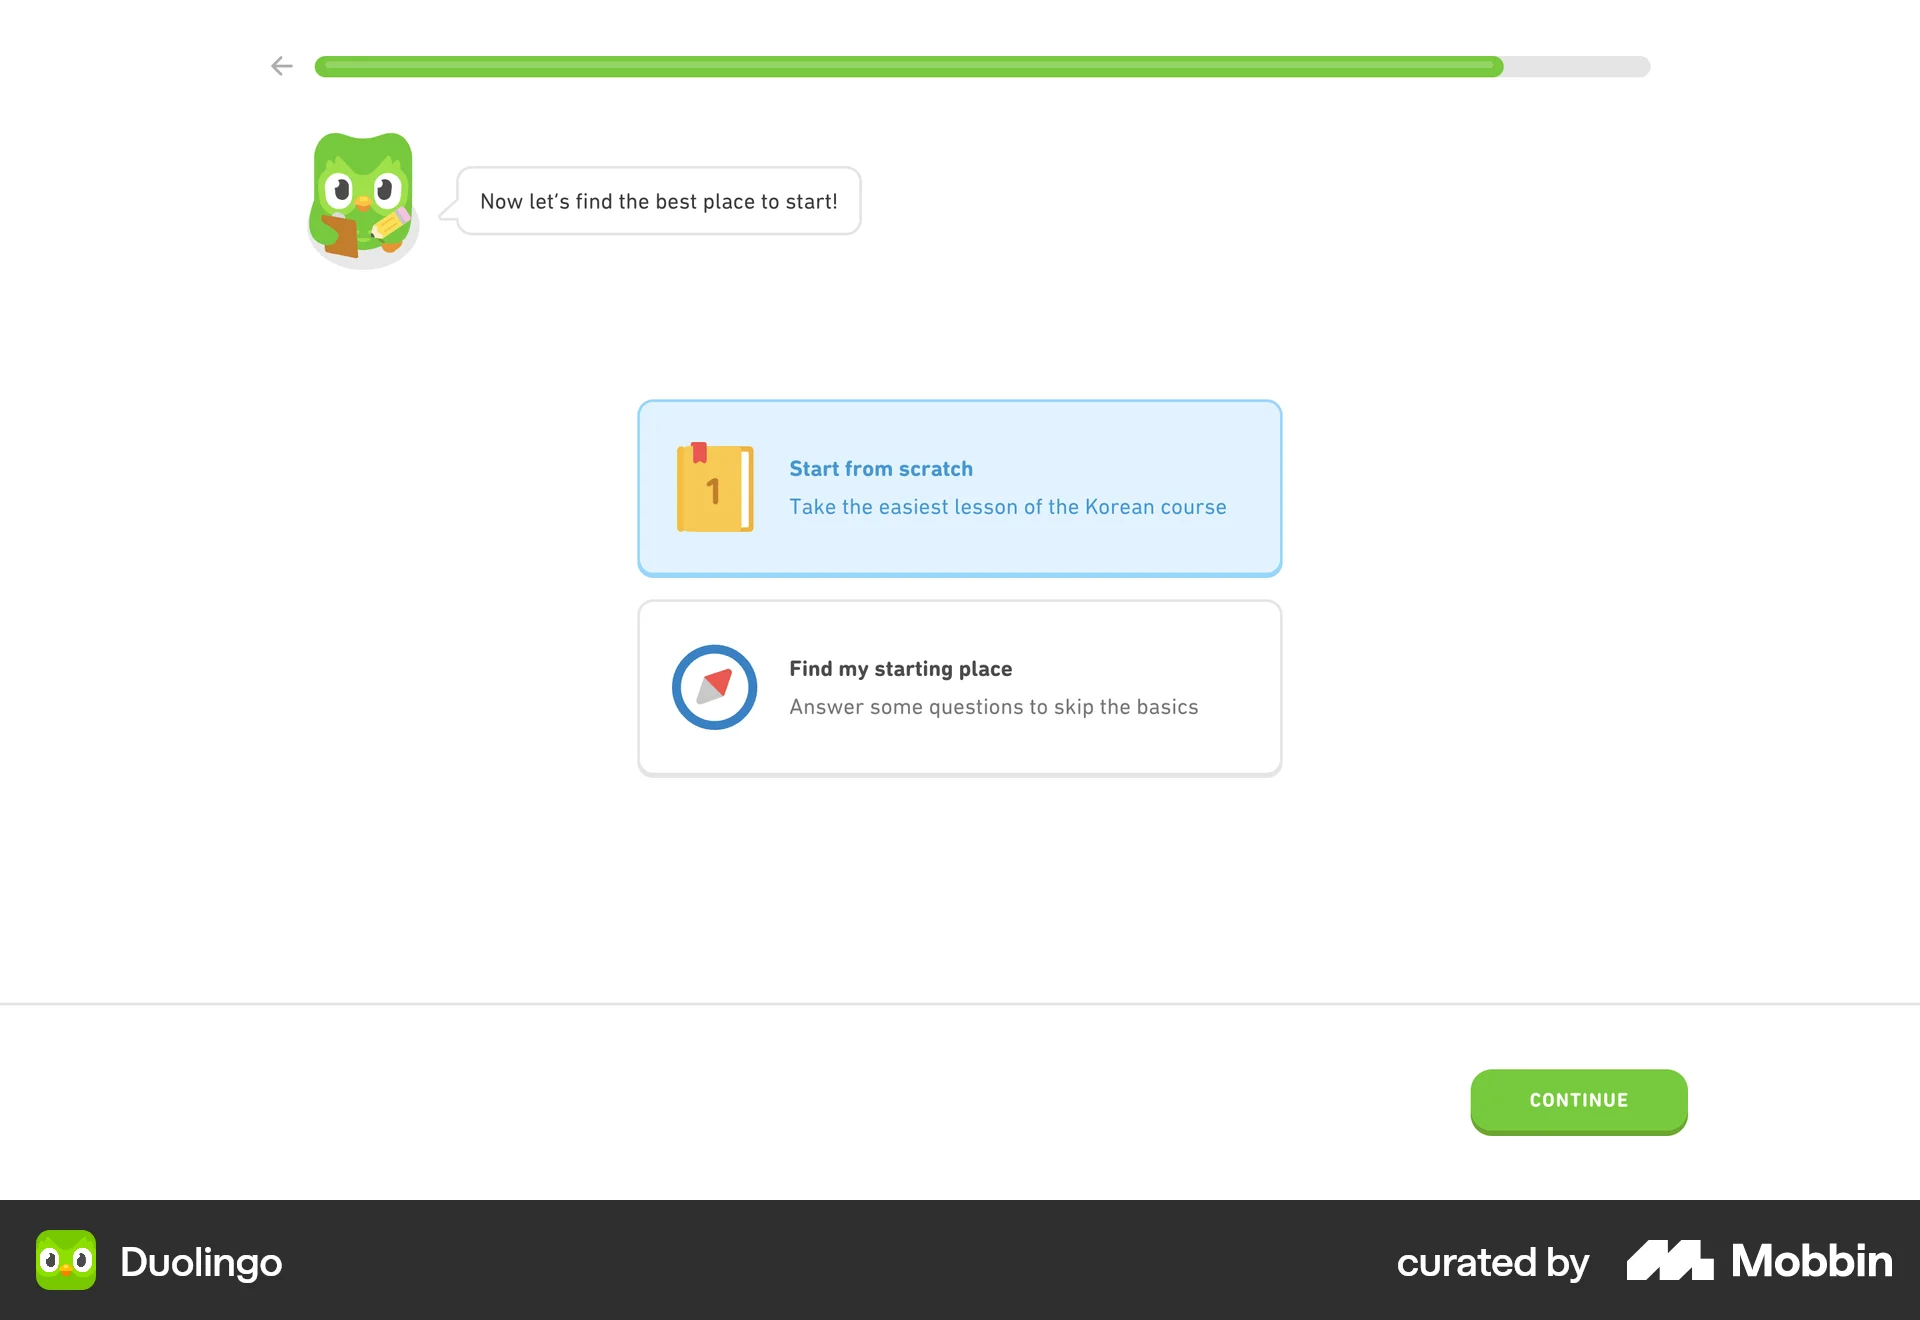 Now let’s find the best place to start!
1
Start from scratch
Take the easiest lesson of the Korean course
Find my starting place
Answer some questions to skip the basics
CONTINUE
Duolingo
curated by Mobbin